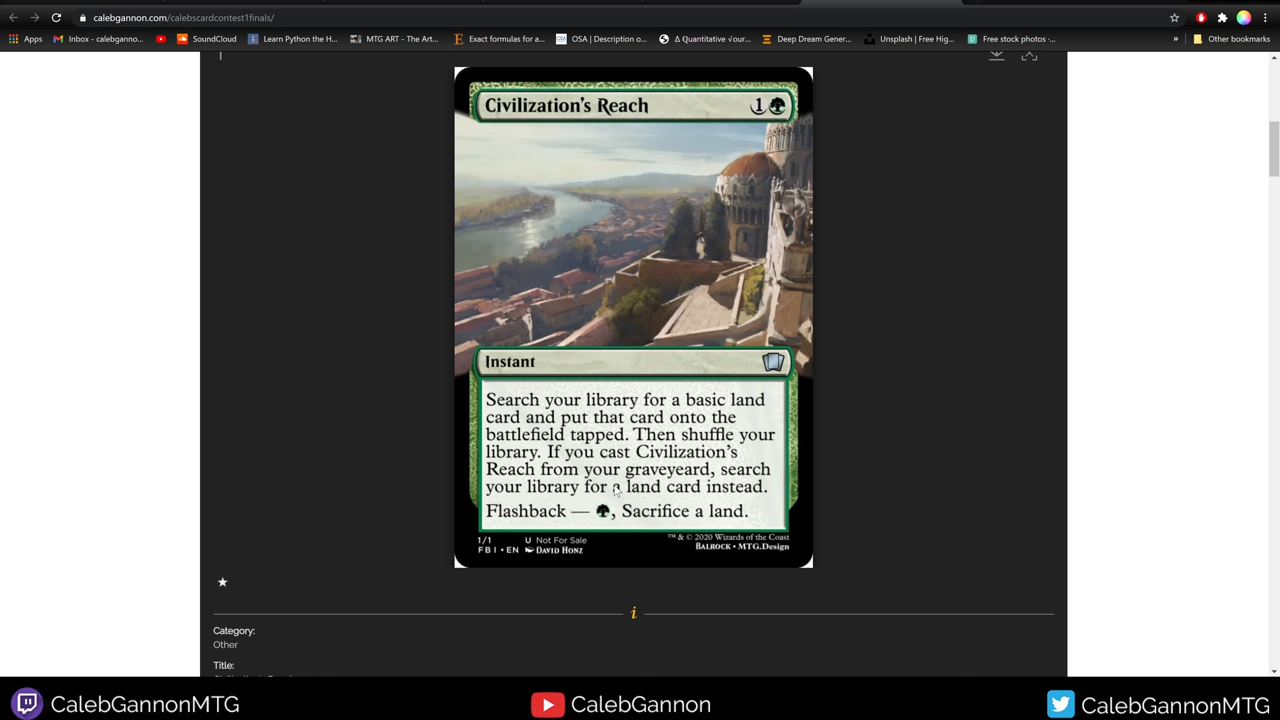 calebgannon.com/calebscardcontest1finals/
Apps
Inbox - calebganno...
SoundCloud
Learn Python the H...
MTG ART - The Art...
Exact formulas for a...
OSA | Description o...
Δ Quantitative √our...
Deep Dream Gener...
Unsplash | Free Hig...
Free stock photos -...
»
Other bookmarks
Civilization's Reach 1
Instant
Search your library for a basic land
card and put that card onto the
battlefield tapped. Then shuffle your
library. If you cast Civilization's
Reach from your graveyeard, search
your library for a land card instead.
Flashback — , Sacrifice a land.
1/1 U Not For Sale
FBI • EN DAVID HONZ
™ & © 2020 Wizards of the Coast
BALROCK • MTG.DESIGN
i
Category:
Other
Title:
CalebGannonMTG
CalebGannon
CalebGannonMTG